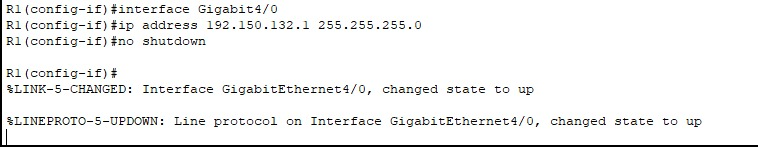 R1(config-if)#interface Gigabit4/0
R1(config-if)#ip address 192.150.132.1 255.255.255.0
R1(config-if)#no shutdown
R1(config-if)#
%LINK-5-CHANGED: Interface GigabitEthernet4/0, changed state to up
%LINEPROTO-5-UPDOWN: Line protocol on Interface GigabitEthernet4/0, changed state to up